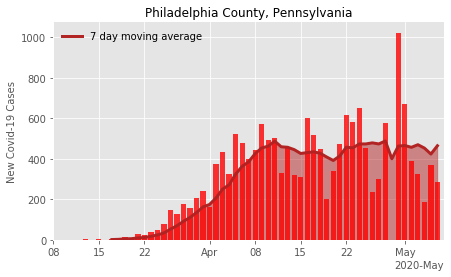 Philadelphia County, Pennsylvania
7 day moving average
New Covid-19 Cases
1000
800
600
400
200
0
08
15
22
Apr
08
15
22
May
2020-May